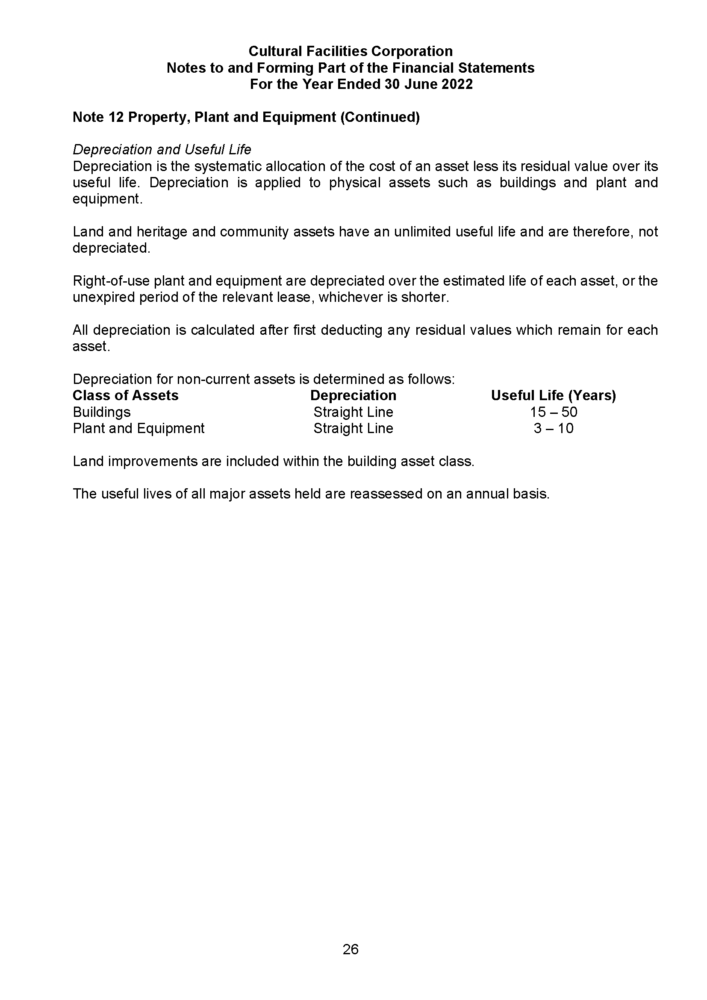 Cultural Facilities Corporation
Notes to and Forming Part of the Financial Statements
For the Year Ended 30 June 2022
Note 12 Property, Plant and Equipment (Continued)
Depreciation and Useful Life
Depreciation is the systematic allocation of the cost of an asset less its residual value over its
useful life. Depreciation is applied to physical assets such as buildings and plant and
equipment.
Land and heritage and community assets have an unlimited useful life and are therefore, not
depreciated.
Right-of-use plant and equipment are depreciated over the estimated life of each asset, or the
unexpired period of the relevant lease, whichever is shorter.
All depreciation is calculated after first deducting any residual values which remain for each
asset.
Depreciation for non-current assets is determined as follows:
Class of Assets Depreciation Useful Life (Years)
Buildings Straight Line 15 – 50
Plant and Equipment Straight Line 3 – 10
Land improvements are included within the building asset class.
The useful lives of all major assets held are reassessed on an annual basis.
26